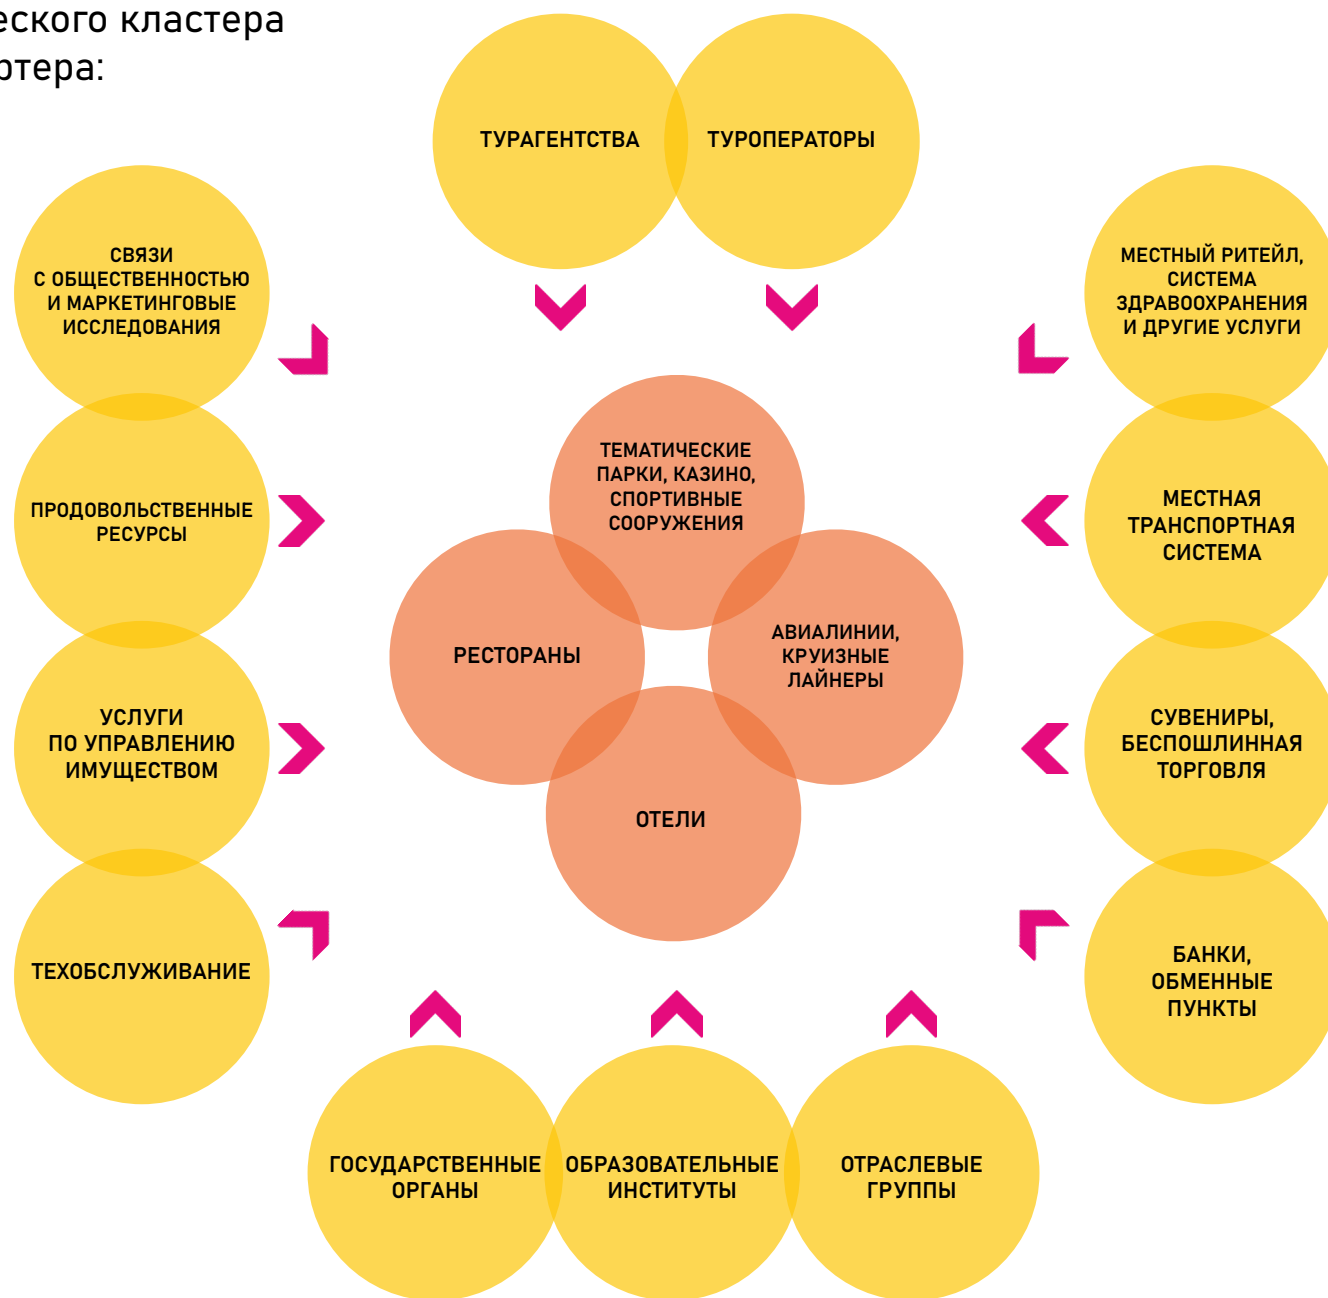 еского кластера
ртера:
ТУРАГЕНТСТВА
ТУРОПЕРАТОРЫ
СВЯЗИ
С ОБЩЕСТВЕННОСТЬЮ
И МАРКЕТИНГОВЫЕ
ИССЛЕДОВАНИЯ
МЕСТНЫЙ РИТЕЙЛ,
СИСТЕМА
ЗДРАВООХРАНЕНИЯ
И ДРУГИЕ УСЛУГИ
ТЕМАТИЧЕСКИЕ
ПАРКИ, КАЗИНО,
СПОРТИВНЫЕ
СООРУЖЕНИЯ
ПРОДОВОЛЬСТВЕННЫЕ
РЕСУРСЫ
МЕСТНАЯ
ТРАНСПОРТНАЯ
СИСТЕМА
РЕСТОРАНЫ
АВИАЛИНИИ,
КРУИЗНЫЕ
ЛАЙНЕРЫ
УСЛУГИ
ПО УПРАВЛЕНИЮ
ИМУЩЕСТВОМ
СУВЕНИРЫ,
БЕСПОШЛИННАЯ
ТОРГОВЛЯ
ОТЕЛИ
ТЕХОБСЛУЖИВАНИЕ
БАНКИ,
ОБМЕННЫЕ
ПУНКТЫ
ГОСУДАРСТВЕННЫЕ
ОРГАНЫ
ОБРАЗОВАТЕЛЬНЫЕ
ИНСТИТУТЫ
ОТРАСЛЕВЫЕ
ГРУППЫ